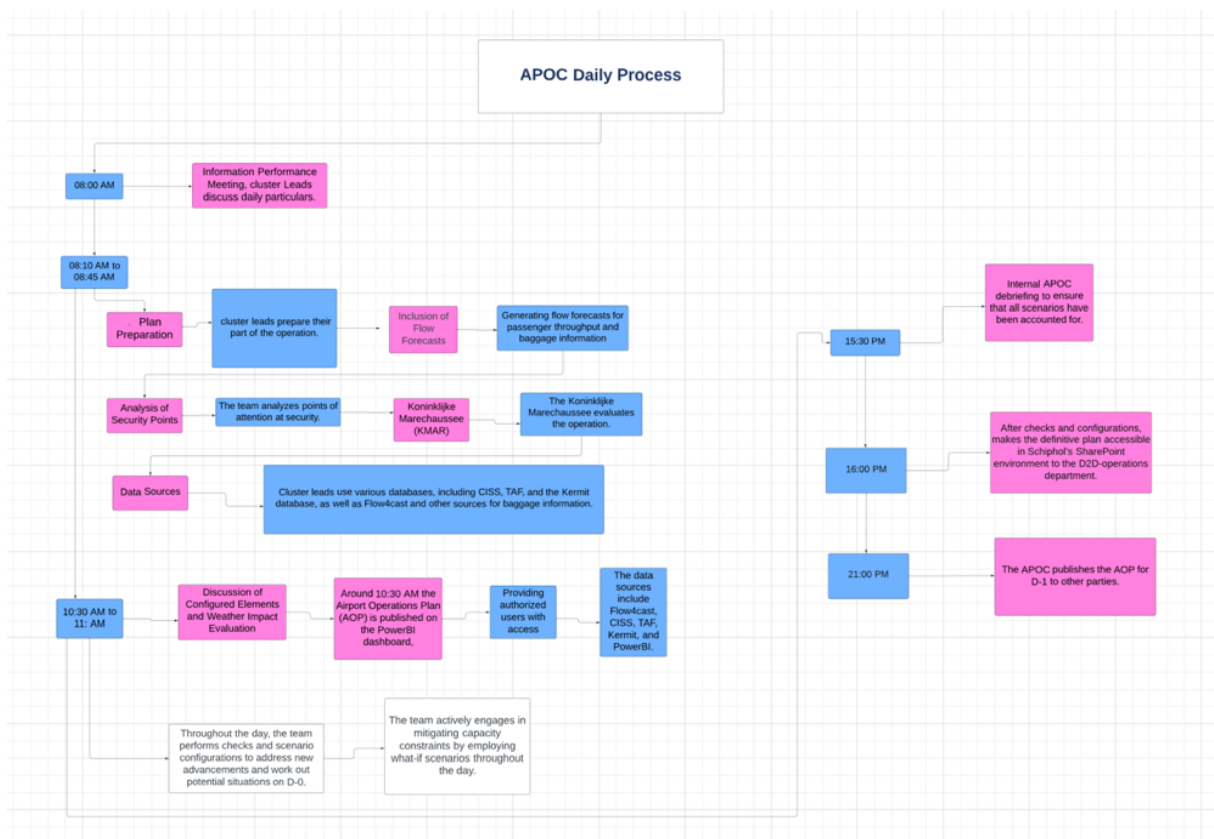 APOC Daily Process
08:00 AM
Information Performance
Meeting, cluster Leads
discuss daily particulars.
08:10 AM to
08:45 AM
. Plan
Preparation
cluster leads prepare their
part of the operation.
Inclusion of
Flow
Forecasts
Generating flow forecasts for
passenger throughput and
baggage information
Analysis of
Security Points
The team analyzes points of
attention at security.
Koninklijke
Marechaussee
(KMAR)
The Koninklijke
Marechaussee evaluates
the operation.
Data Sources
Cluster leads use various databases, including CISS, TAF, and the Kermit
database, as well as Flow4cast and other sources for baggage information.
10:30 AM to
11: AM
Discussion of
Configured Elements
and Weather Impact
Evaluation
Around 10:30 AM the
Airport Operations Plan
(AOP) is published on
the PowerBI
dashboard,
Providing
authorized
users with
access
The data
sources
include
Flow4cast,
CISS, TAF,
Kermit, and
PowerBI.
Throughout the day, the team
performs checks and scenario
configurations to address new
advancements and work out
potential situations on D-0.
The team actively engages in
mitigating capacity
constraints by employing
what-if scenarios throughout
the day.
15:30 PM
Internal APOC
debriefing to ensure
that all scenarios have
been accounted for.
16:00 PM
After checks and configurations,
makes the definitive plan accessible
in Schiphol's SharePoint
environment to the D2D-operations
department.
21:00 PM
The APOC publishes the AOP for
D-1 to other parties.